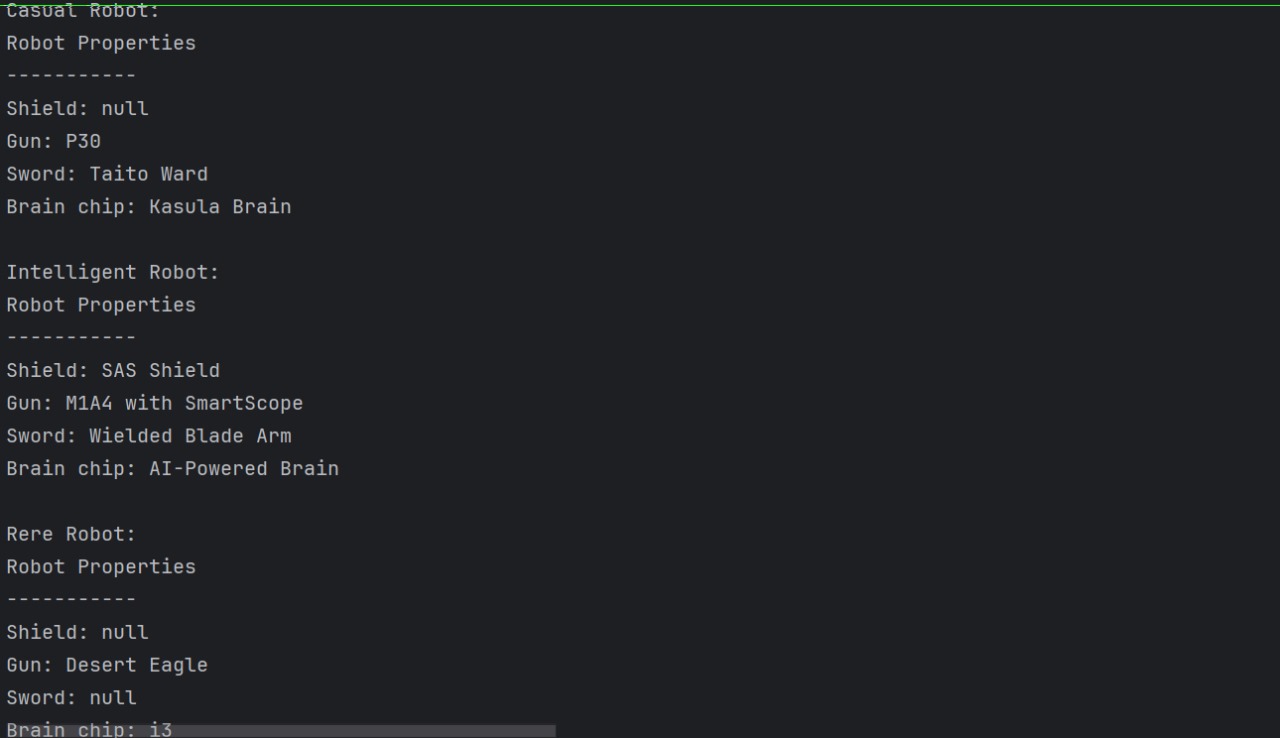 Casual Robot:
Robot Properties
-----------
Shield: null
Gun: P30
Sword: Taito Ward
Brain chip: Kasula Brain
Intelligent Robot:
Robot Properties
-----------
Shield: SAS Shield
Gun: M1A4 with SmartScope
Sword: Wielded Blade Arm
Brain chip: AI-Powered Brain
Rere Robot:
Robot Properties
-----------
Shield: null
Gun: Desert Eagle
Sword: null
Brain chip: i3